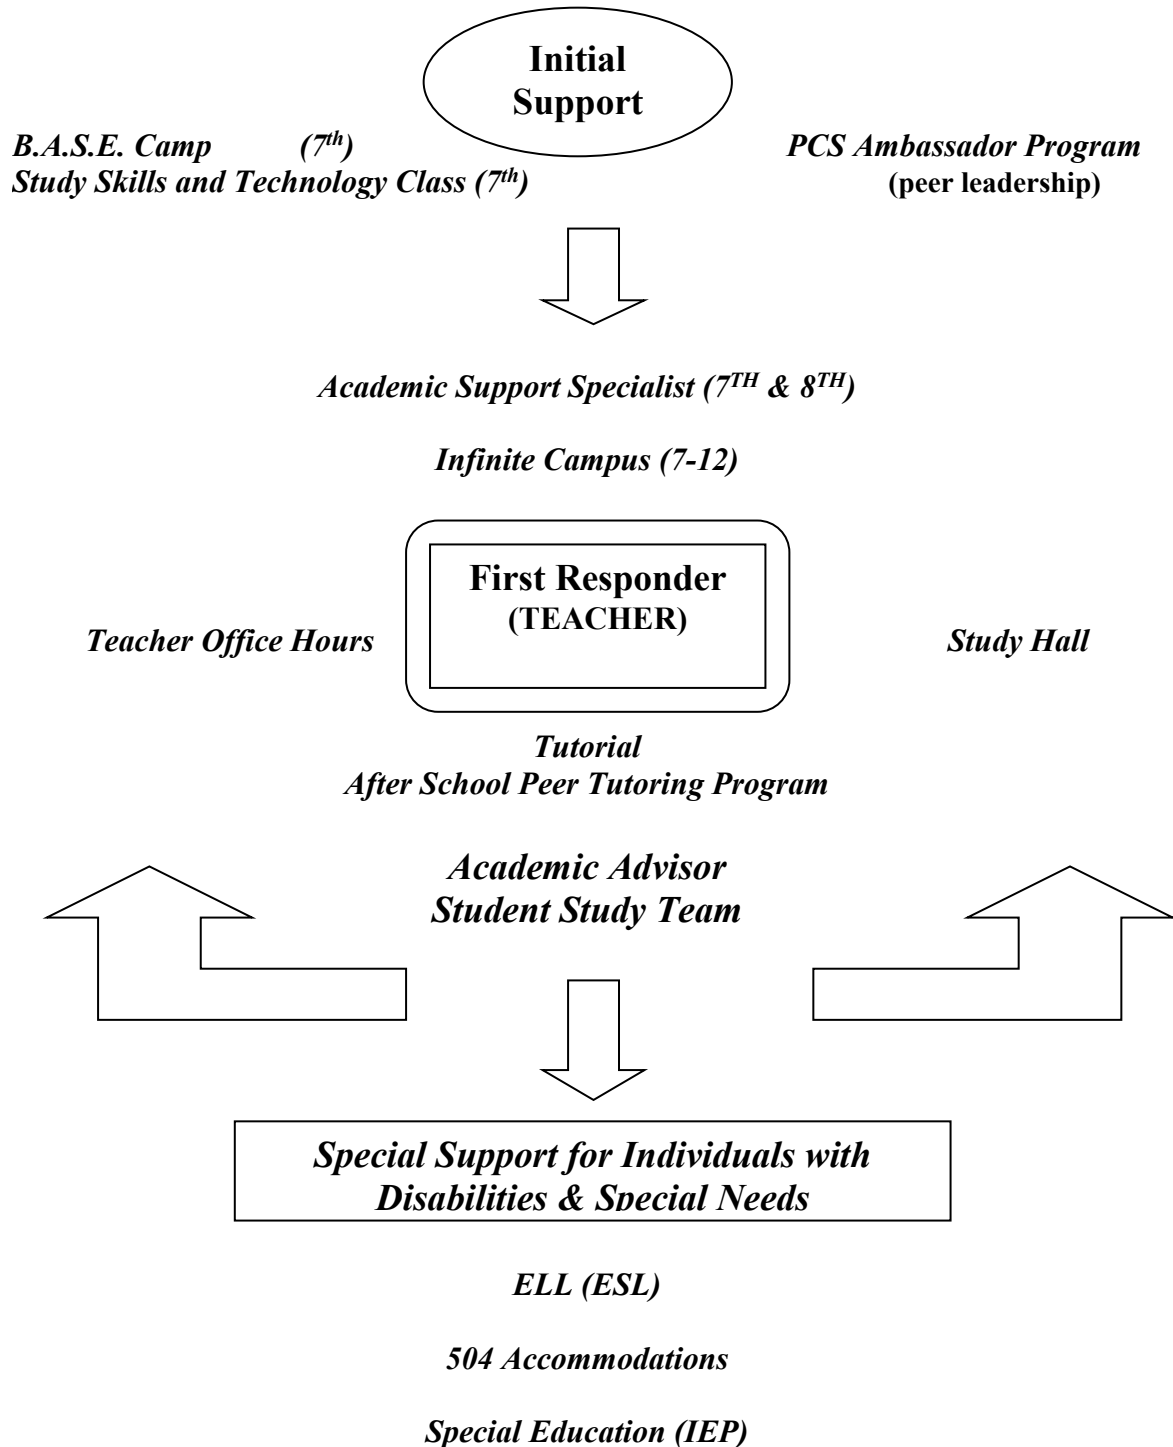 Initial
Support
B.A.S.E. Camp (7th)
PCS Ambassador Program
Study Skills and Technology Class (7th)
(peer leadership)
Academic Support Specialist (7TH & 8TH)
Infinite Campus (7-12)
First Responder
(TEACHER)
Teacher Office Hours
Study Hall
Tutorial
After School Peer Tutoring Program
Academic Advisor
Student Study Team
Special Support for Individuals with
Disabilities & Special Needs
ELL (ESL)
504 Accommodations
Special Education (IEP)